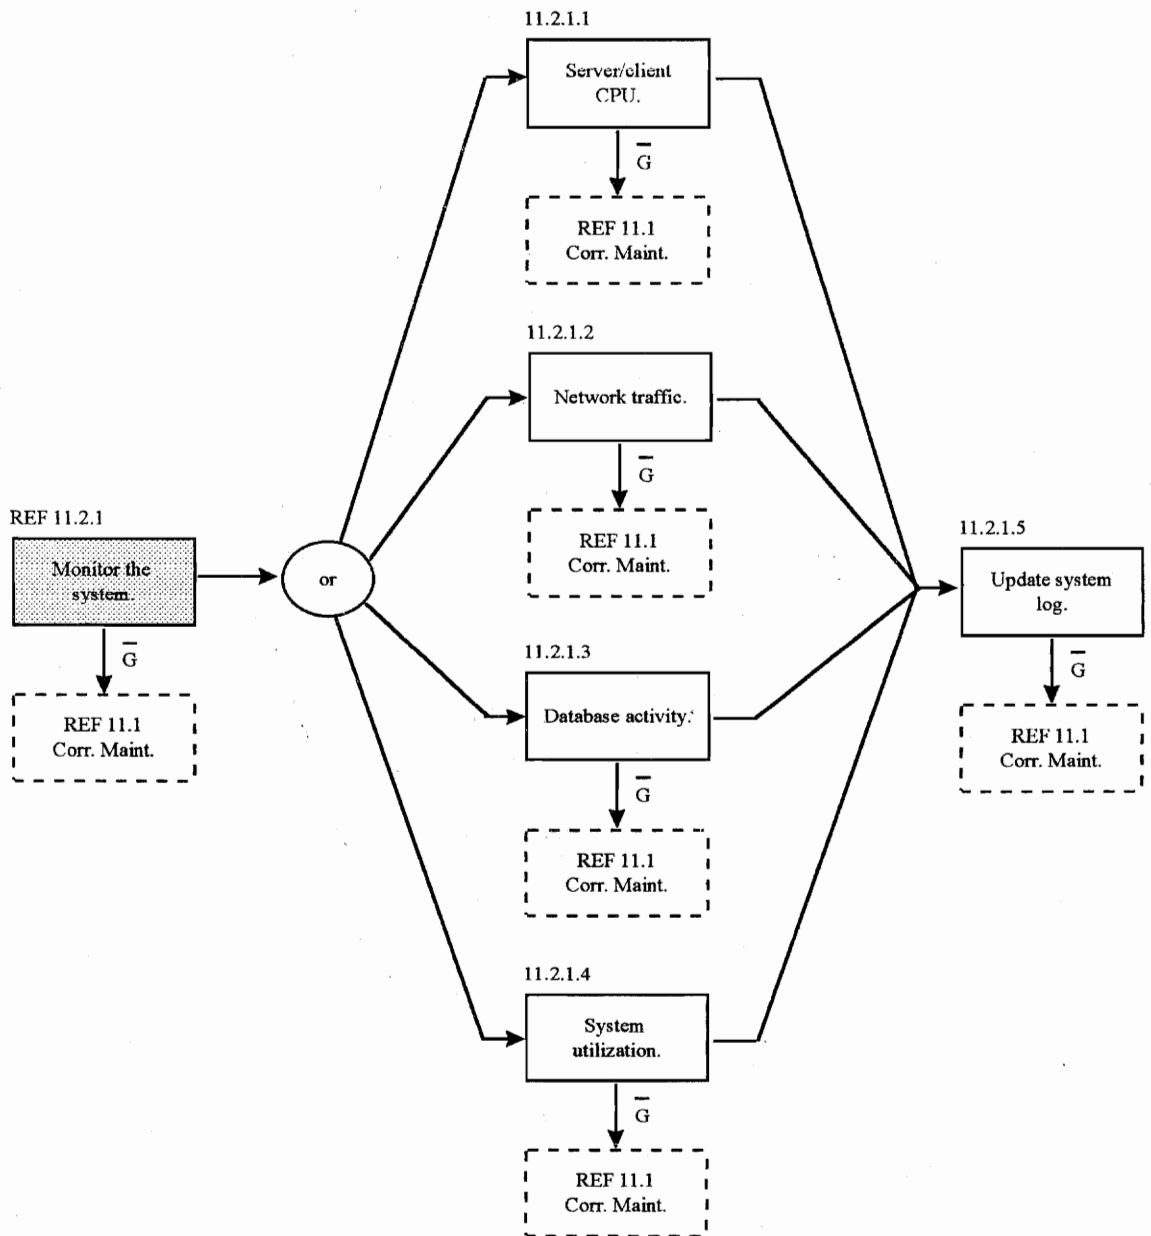 11.2.1.1
Server/client
CPU.
G̅
REF 11.1
Corr. Maint.
11.2.1.2
Network traffic.
G̅
REF 11.1
Corr. Maint.
REF 11.2.1
Monitor the
system.
G̅
REF 11.1
Corr. Maint.
or
11.2.1.3
Database activity.
G̅
REF 11.1
Corr. Maint.
11.2.1.4
System
utilization.
G̅
REF 11.1
Corr. Maint.
11.2.1.5
Update system
log.
G̅
REF 11.1
Corr. Maint.